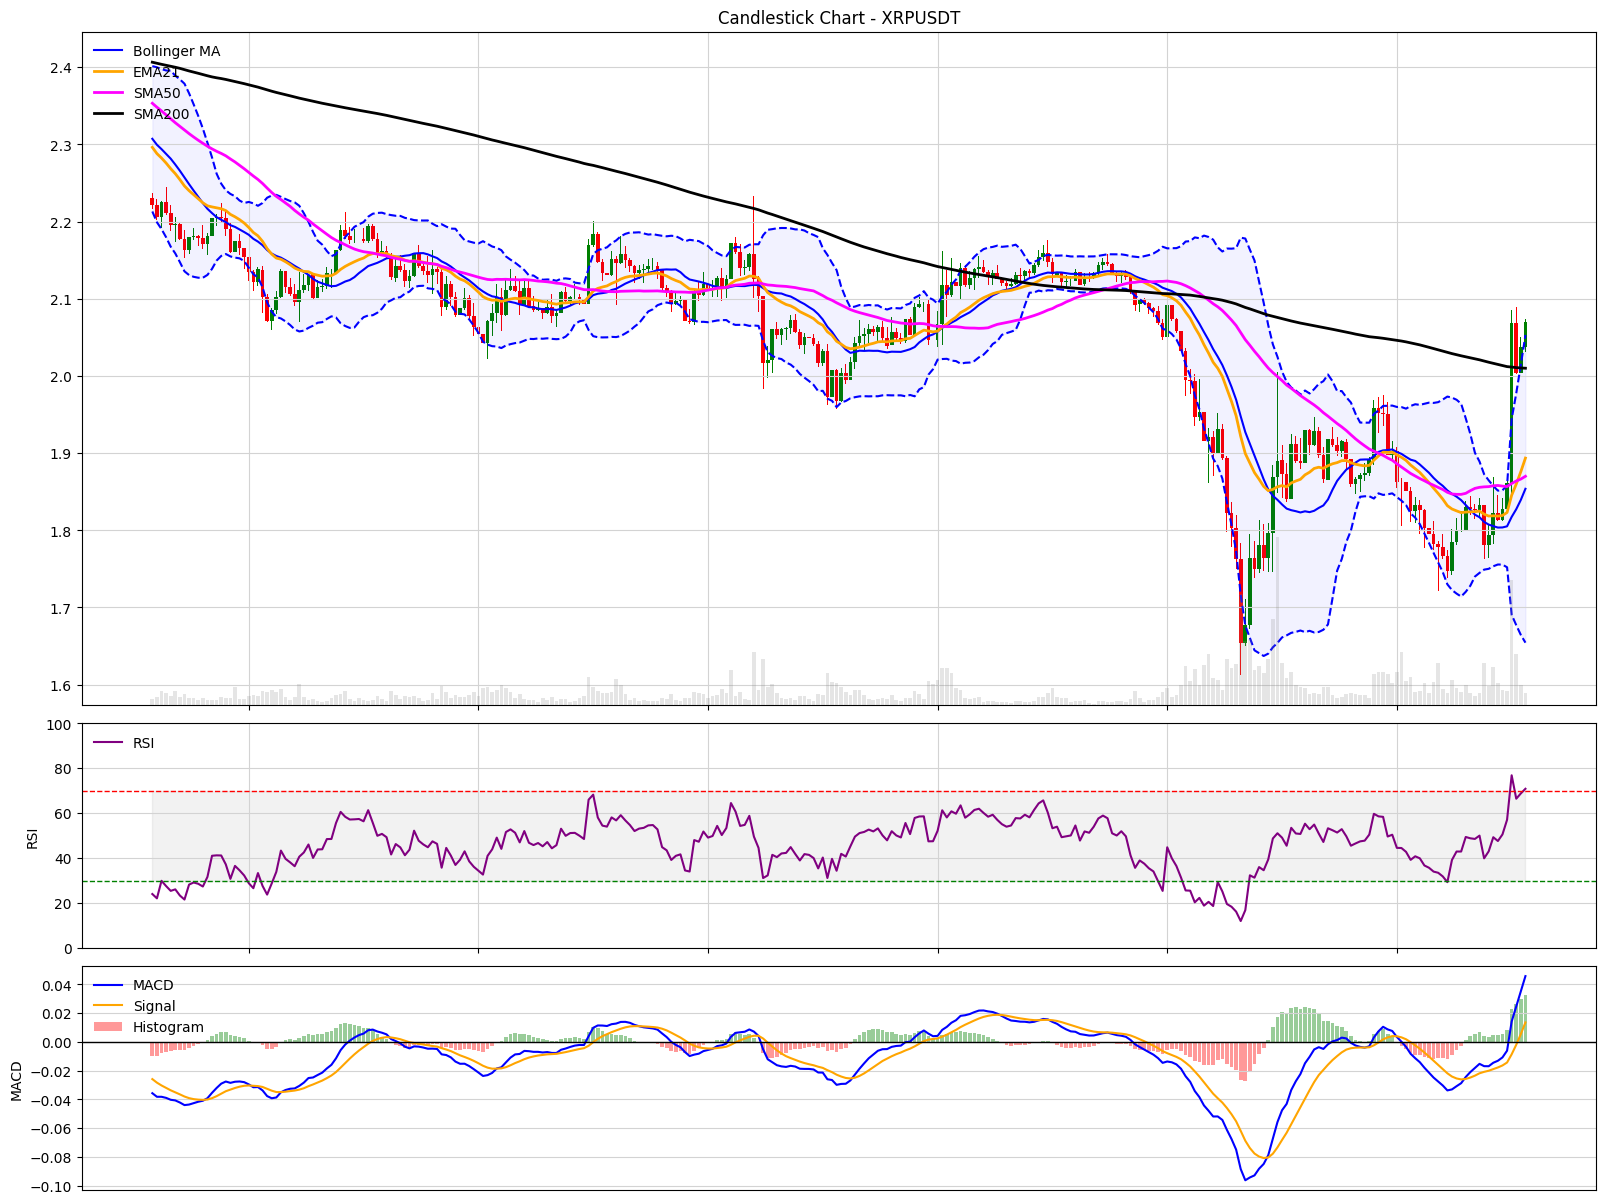 Candlestick Chart - XRPUSDT
Bollinger MA
EMA21
SMA50
SMA200
2.4
2.3
2.2
2.1
2.0
1.9
1.8
1.7
1.6
RSI
100
80
60
40
20
0
RSI
MACD
Signal
Histogram
0.04
0.02
0.00
−0.02
−0.04
−0.06
−0.08
−0.10
MACD